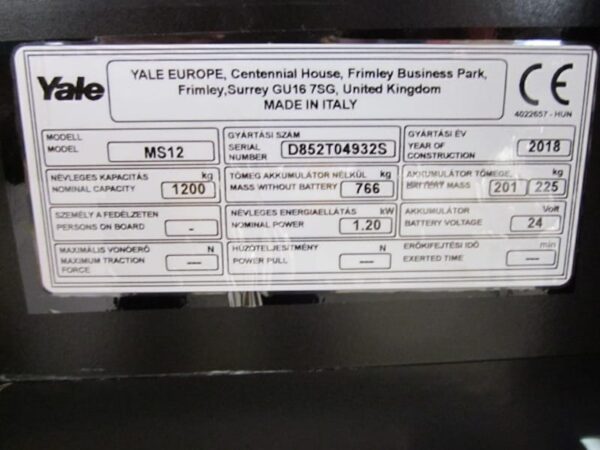 Yale
YALE EUROPE, Centennial House, Frimley Business Park,
Frimley,Surrey GU16 7SG, United Kingdom
MADE IN ITALY
CE
4022657 - HUN
MODELL
MODEL MS12
GYÁRTÁSI SZÁM
SERIAL NUMBER D852T04932S
GYÁRTÁSI ÉV
YEAR OF CONSTRUCTION 2018
NÉVLEGES KAPACITÁS kg
NOMINAL CAPACITY 1200
TÖMEG AKKUMULÁTOR NÉLKÜL kg
MASS WITHOUT BATTERY 766
AKKUMULÁTOR TÖMEGE, kg
BATTERY MASS 201 225
SZEMÉLY A FEDÉLZETEN
PERSONS ON BOARD -
NÉVLEGES ENERGIAELLÁTÁS kW
NOMINAL POWER 1.20
AKKUMULÁTOR Volt
BATTERY VOLTAGE 24
MAXIMÁLIS VONÓERŐ N
MAXIMUM TRACTION FORCE ---
HÚZÓTELJESÍTMÉNY N
POWER PULL ---
ERŐKIFEJTÉSI IDŐ min
EXERTED TIME ---